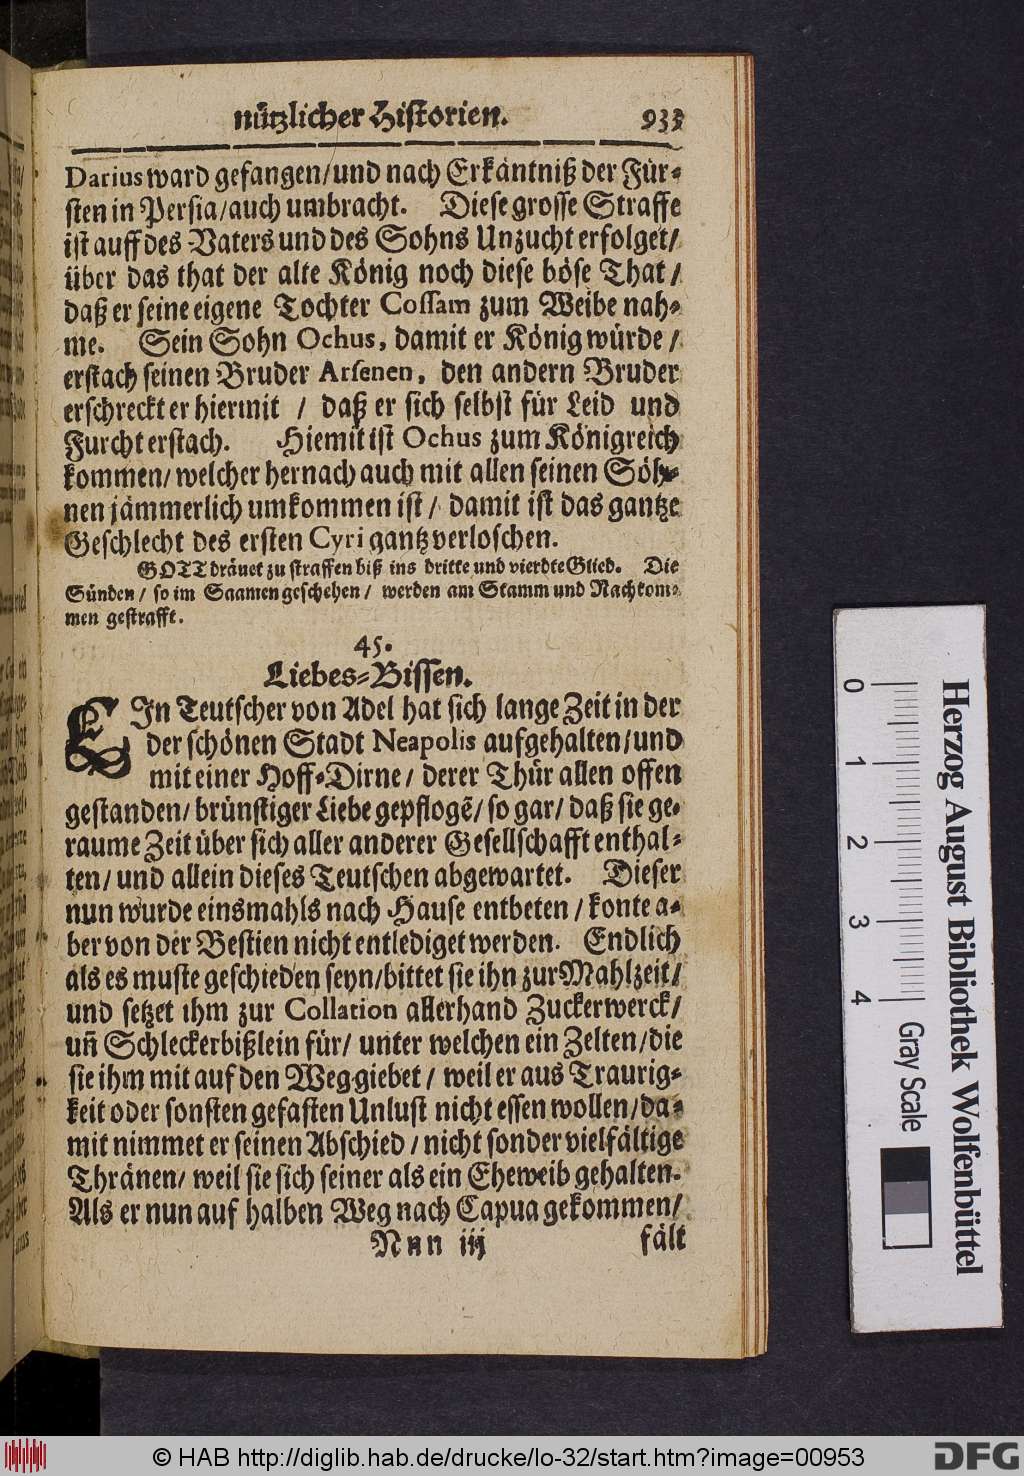 nützlicher Historien. 933
Darius ward gefangen/und nach Erkäntniß der Für-
sten in Persia/auch umbracht. Diese grosse Straffe
ist auff des Vaters und des Sohns Unzucht erfolget/
über das that der alte König noch diese böse That/
daß er seine eigene Tochter Cossam zum Weibe nah-
me. Sein Sohn Ochus, damit er König würde/
erstach seinen Bruder Arsenen, den andern Bruder
erschreckt er hiermit / daß er sich selbst für Leid und
Furcht erstach. Hiemit ist Ochus zum Königreich
kommen/ welcher hernach auch mit allen seinen Söh-
nen jämmerlich umkommen ist/ damit ist das gantze
Geschlecht des ersten Cyri gantz verloschen.
GOTT dräuet zu straffen biß ins dritte und vierdte Glied. Die
Sünden/ so im Saamen geschehen/ werden am Stamm und Nachkom-
men gestrafft.
45.
Liebes-Bissen.
EIn Teutscher von Adel hat sich lange Zeit in der
der schönen Stadt Neapolis aufgehalten/und
mit einer Hoff-Dirne/ derer Thür allen offen
gestanden/ brünstiger Liebe gepflogẽ/ so gar/ daß sie ge-
raume Zeit über sich aller anderer Gesellschafft enthal-
ten/ und allein dieses Teutschen abgewartet. Dieser
nun wurde einsmahls nach Hause entbeten/ konte a-
ber von der Bestien nicht entlediget werden. Endlich
als es muste geschieden seyn/bittet sie ihn zur Mahlzeit/
und setzet ihm zur Collation allerhand Zuckerwerck/
uñ Schleckerbißlein für/ unter welchen ein Zelten/die
sie ihm mit auf den Weg giebet/ weil er aus Traurig-
keit oder sonsten gefasten Unlust nicht essen wollen/da-
mit nimmet er seinen Abschied/ nicht sonder vielfältige
Thränen/ weil sie sich seiner als ein Eheweib gehalten.
Als er nun auf halben Weg nach Capua gekommen/
Nnn iij fält
0 1 2 3 4
Gray Scale
Herzog August Bibliothek Wolfenbüttel
© HAB http://diglib.hab.de/drucke/lo-32/start.htm?image=00953
DFG